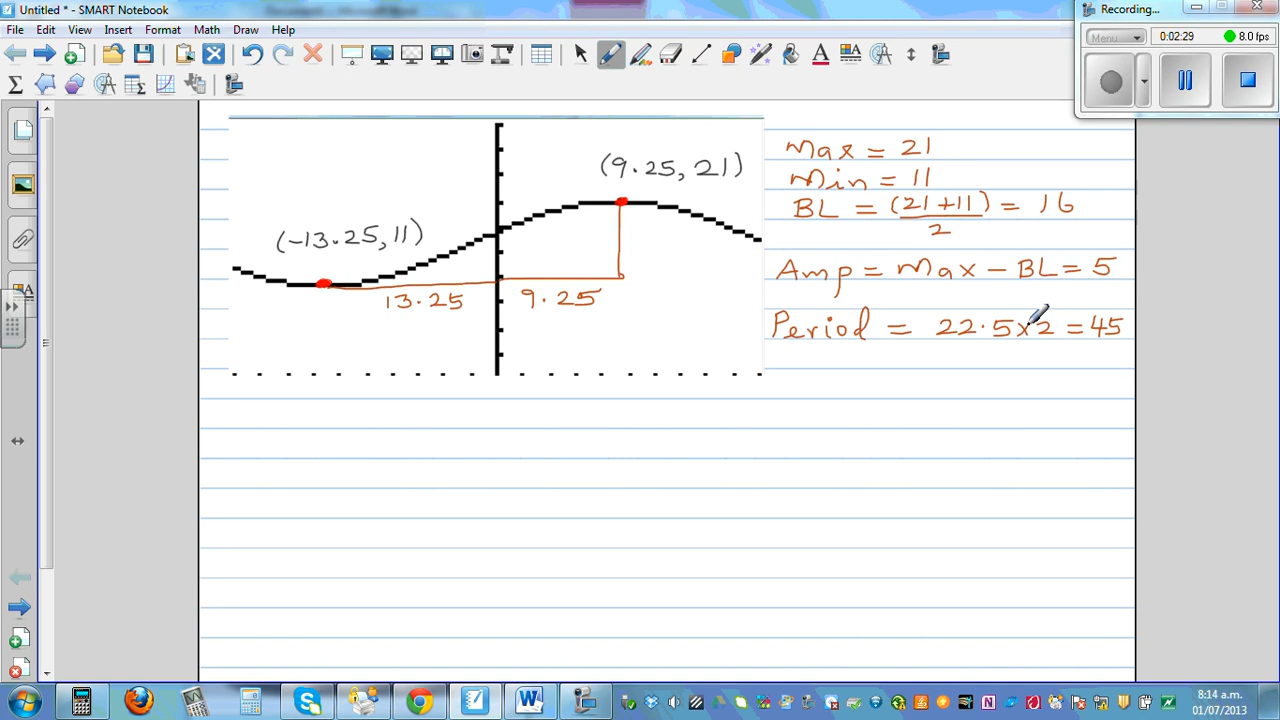 Untitled * - SMART Notebook
Recording...
File Edit View Insert Format Math Draw Help
Menu
0:02:29
8.0 fps
(9.25, 21)
(-13.25, 11)
13.25
9.25
Max = 21
Min = 11
BL = (21+11) = 16
2
Amp = Max - BL = 5
Period = 22.5x2 = 45
8:14 a.m.
01/07/2013